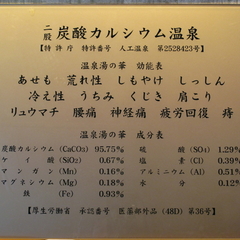 二股 炭酸カルシウム温泉
【特許庁 特許番号 人工温泉 第2528423号】
温泉湯の華 効能表
あせも 荒れ性 しもやけ しっしん
冷え性 うちみ くじき 肩こり
リュウマチ 腰痛 神経痛 疲労回復 痔
温泉湯の華 成分表
炭酸カルシウム (CaCO3) 95.75% 硫酸 (SO4) 1.29%
ケイ酸 (SiO2) 0.67% 塩素 (Cl) 0.39%
マンガン (Mn) 0.16% アルミニウム (Al) 0.51%
マグネシウム (Mg) 0.18%水分 0.12%
鉄 (Fe) 0.93%
【厚生労働省 承認番号 医薬部外品 (48D) 第36号】